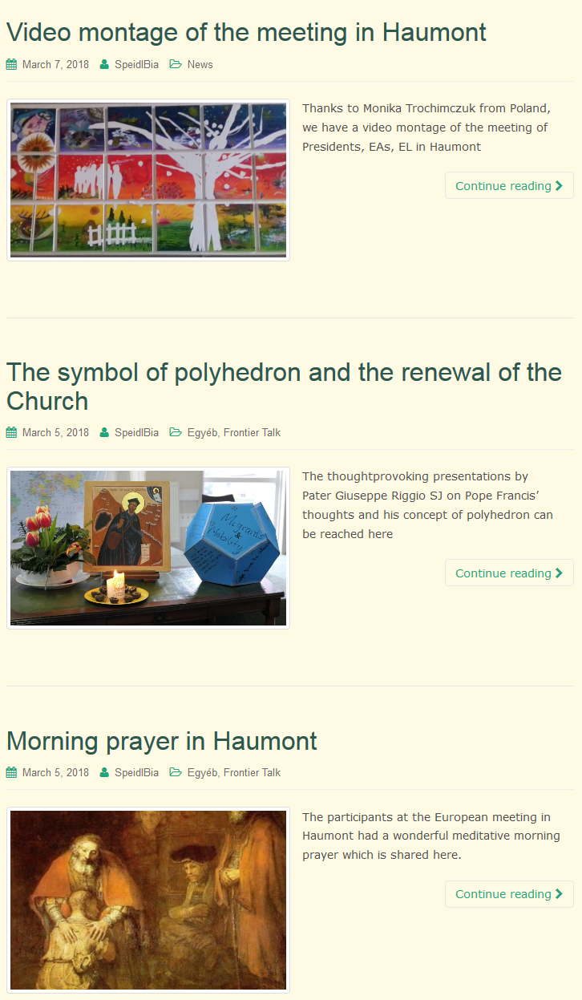 Video montage of the meeting in Haumont
March 7, 2018 SpeidlBia News
Thanks to Monika Trochimczuk from Poland,
we have a video montage of the meeting of
Presidents, EAs, EL in Haumont
Continue reading
The symbol of polyhedron and the renewal of the
Church
March 5, 2018 SpeidlBia Egyéb, Frontier Talk
Migrants
&
Mobility
The thoughtprovoking presentations by
Pater Giuseppe Riggio SJ on Pope Francis’
thoughts and his concept of polyhedron can
be reached here
Continue reading
Morning prayer in Haumont
March 5, 2018 SpeidlBia Egyéb, Frontier Talk
The participants at the European meeting in
Haumont had a wonderful meditative morning
prayer which is shared here.
Continue reading